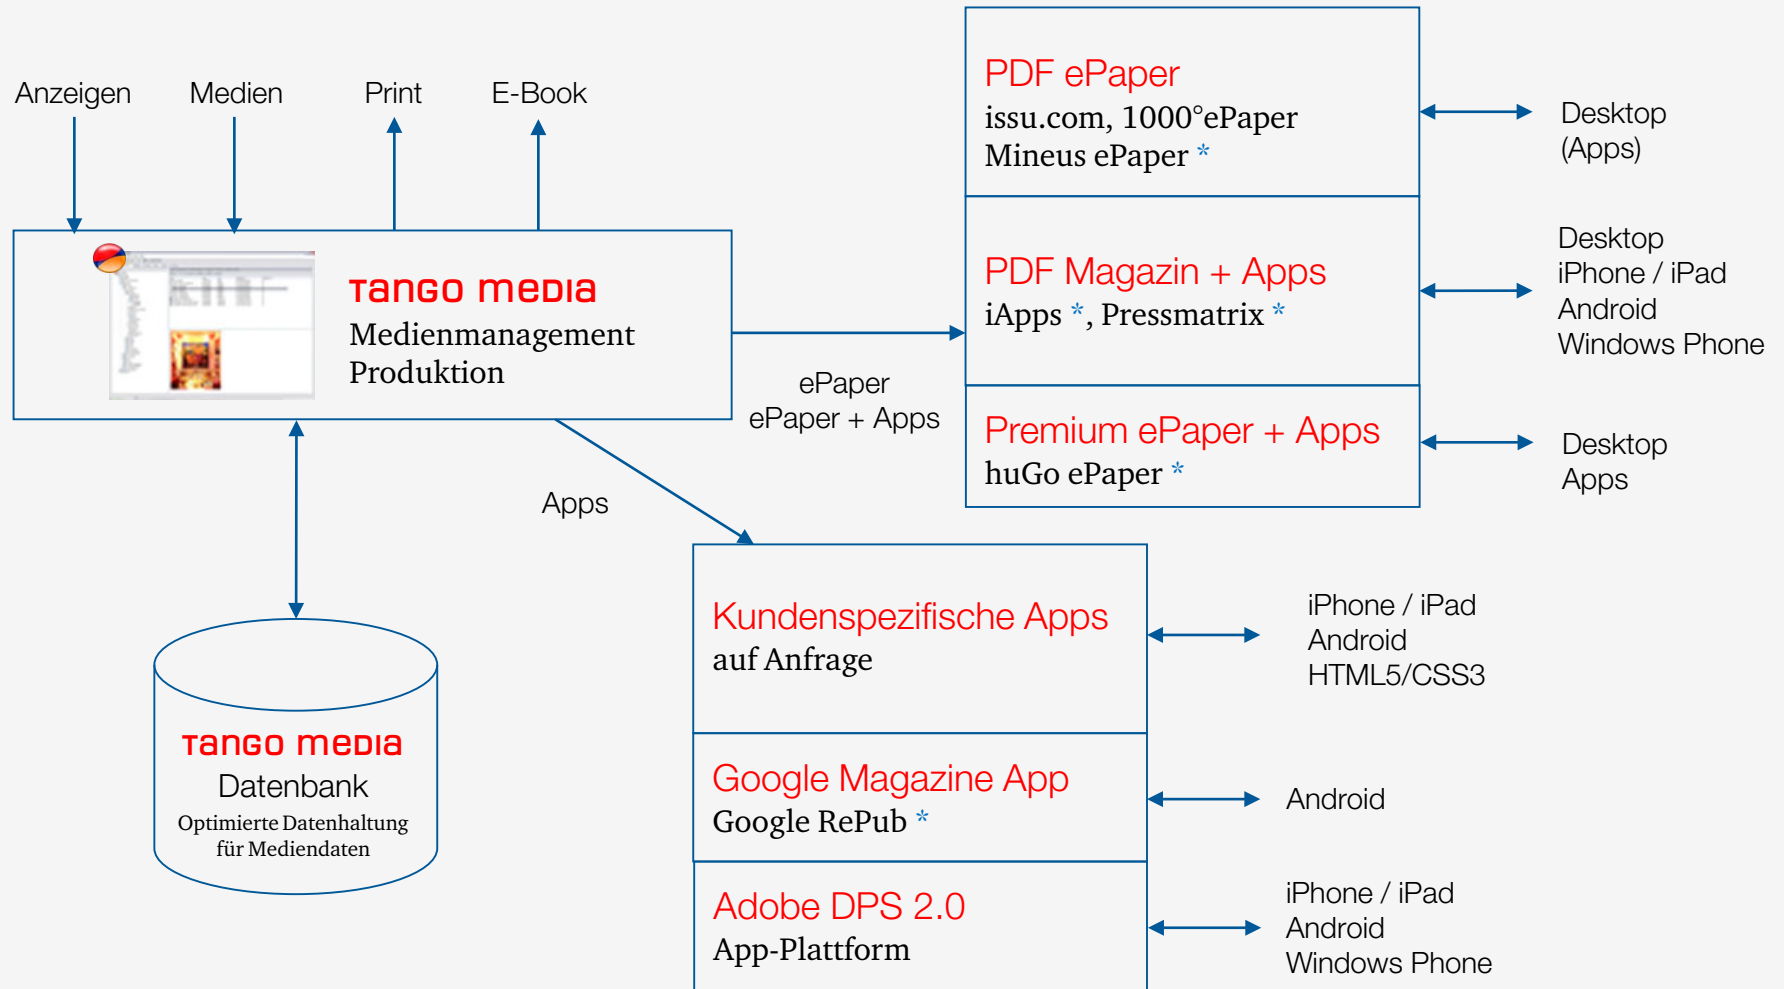 Anzeigen
Medien
Print
E-Book
TANGO MEDIA
Medienmanagement
Produktion
ePaper
ePaper + Apps
Apps
TANGO MEDIA
Datenbank
Optimierte Datenhaltung
für Mediendaten
PDF ePaper
issu.com, 1000°ePaper
Mineus ePaper *
Desktop
(Apps)
PDF Magazin + Apps
iApps *, Pressmatrix *
Desktop
iPhone / iPad
Android
Windows Phone
Premium ePaper + Apps
huGo ePaper *
Desktop
Apps
Kundenspezifische Apps
auf Anfrage
iPhone / iPad
Android
HTML5/CSS3
Google Magazine App
Google RePub *
Android
Adobe DPS 2.0
App-Plattform
iPhone / iPad
Android
Windows Phone